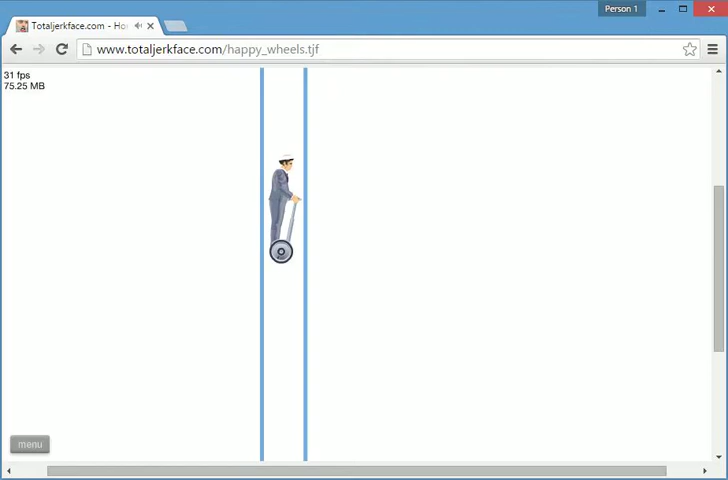 Person 1
Totaljerkface.com - Ho
www.totaljerkface.com/happy_wheels.tjf
31 fps
75.25 MB
menu